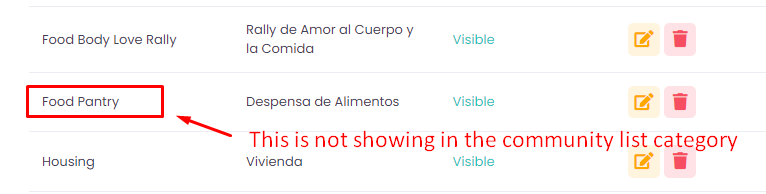 Food Body Love Rally
Rally de Amor al Cuerpo y
la Comida
Visible
Food Pantry
Despensa de Alimentos
Visible
This is not showing in the community list category
Housing
Vivienda
Visible